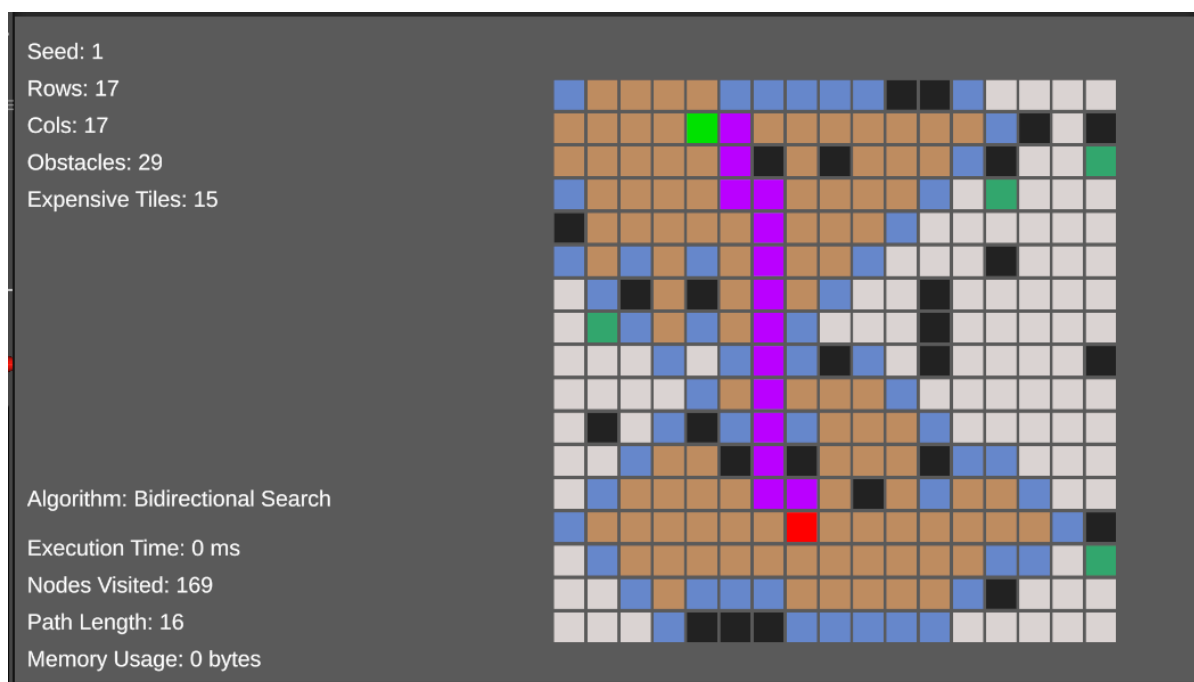 Seed: 1
Rows: 17
Cols: 17
Obstacles: 29
Expensive Tiles: 15
Algorithm: Bidirectional Search
Execution Time: 0 ms
Nodes Visited: 169
Path Length: 16
Memory Usage: 0 bytes